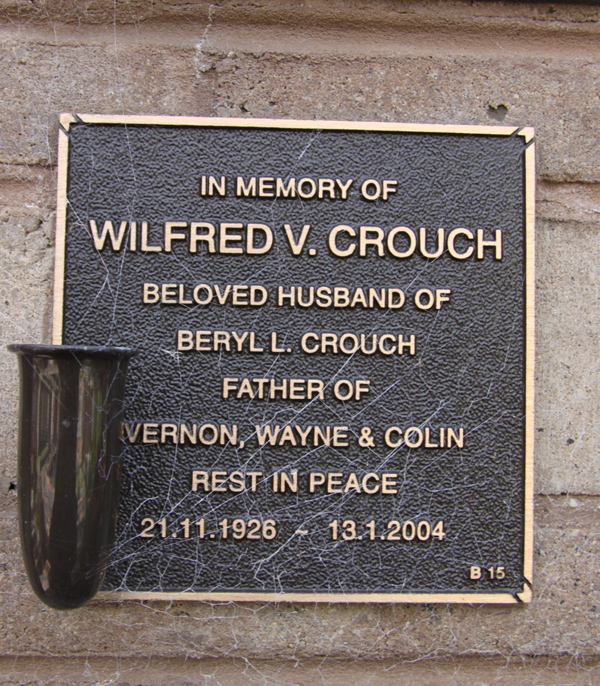 IN MEMORY OF
WILFRED V. CROUCH
BELOVED HUSBAND OF
BERYL L. CROUCH
FATHER OF
VERNON, WAYNE & COLIN
REST IN PEACE
21.11.1926 ~ 13.1.2004
B 15